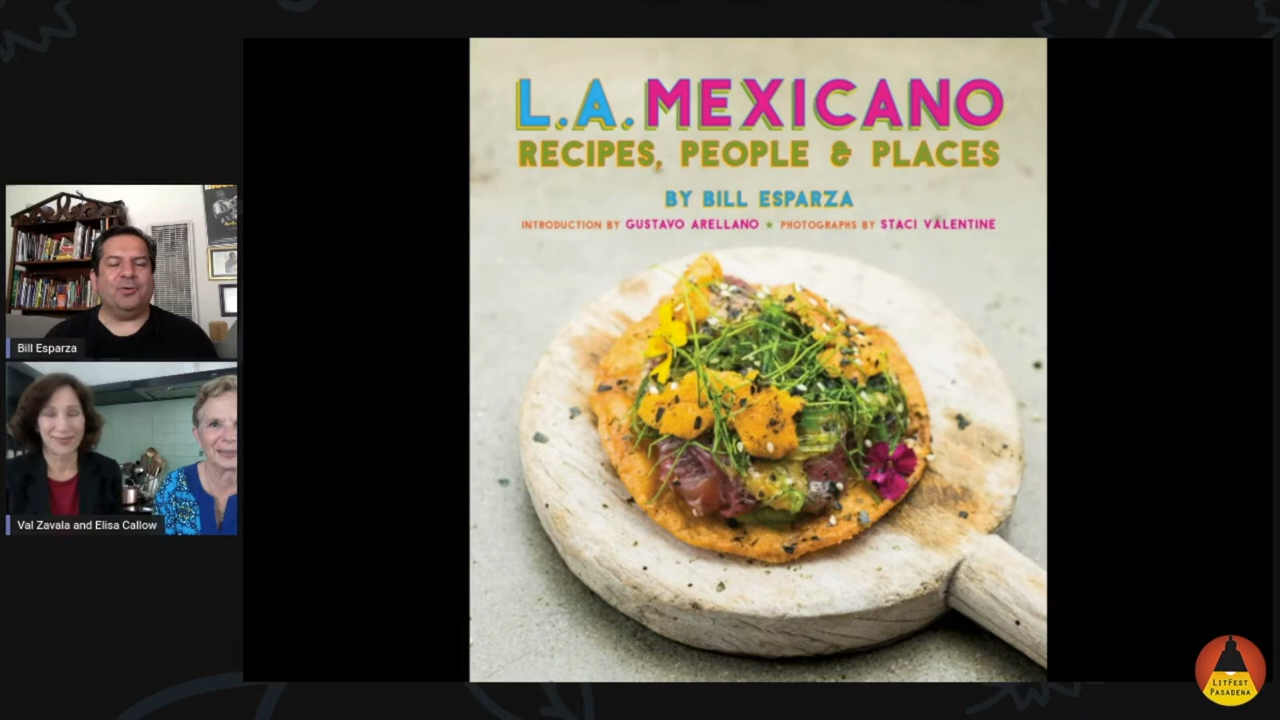 L.A. MEXICANO
RECIPES, PEOPLE & PLACES
BY BILL ESPARZA
INTRODUCTION BY GUSTAVO ARELLANO ★ PHOTOGRAPHS BY STACI VALENTINE
Bill Esparza
Val Zavala and Elisa Callow
LITFEST
PASADENA